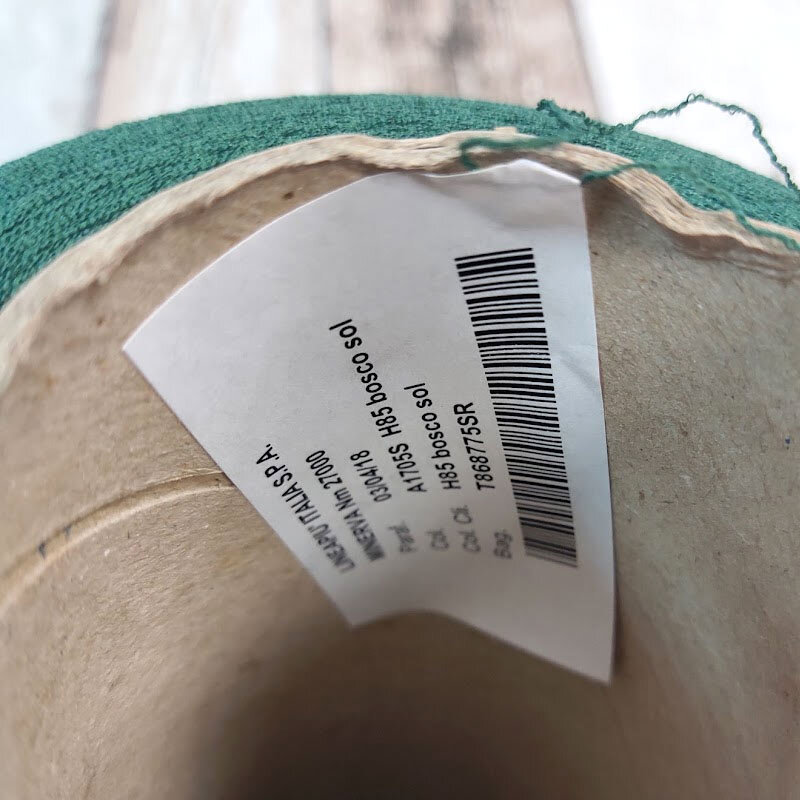 LINEAPIU' ITALIA S.P.A.
MINERVA Nm 27000
Part. 03/04/18
Col. A1705S H85 bosco sol
Col. Cli. H85 bosco sol
Bag. T868775SR